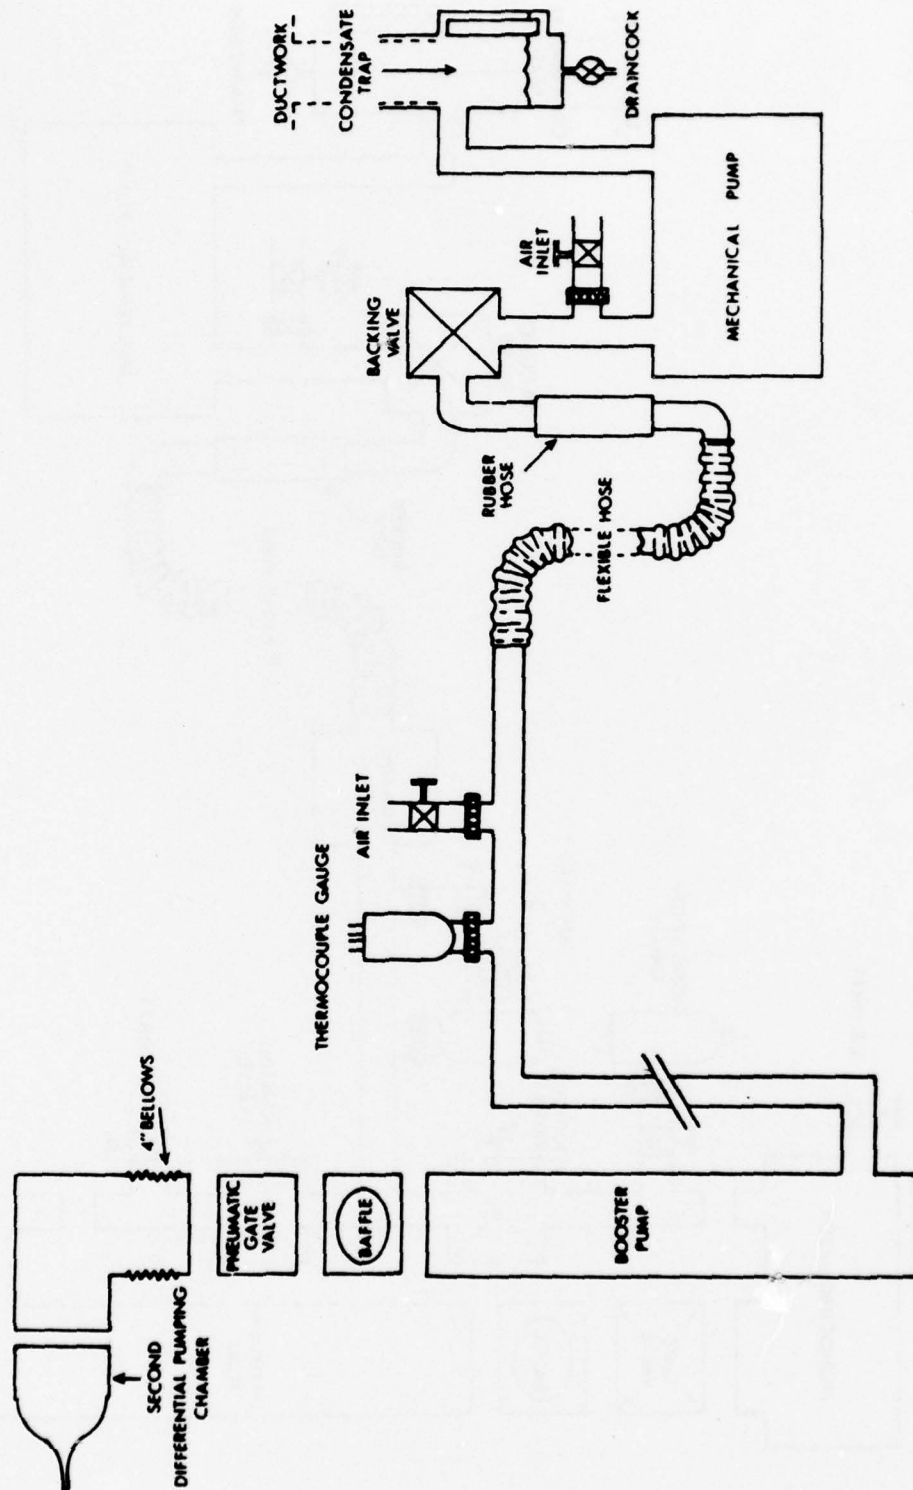 SECOND
DIFFERENTIAL PUMPING
CHAMBER
4" BELLOWS
PNEUMATIC
GATE
VALVE
BAFFLE
BOOSTER
PUMP
THERMOCOUPLE GAUGE
AIR INLET
FLEXIBLE HOSE
RUBBER
HOSE
BACKING
VALVE
AIR
INLET
MECHANICAL PUMP
DUCTWORK
CONDENSATE
TRAP
DRAINCOCK